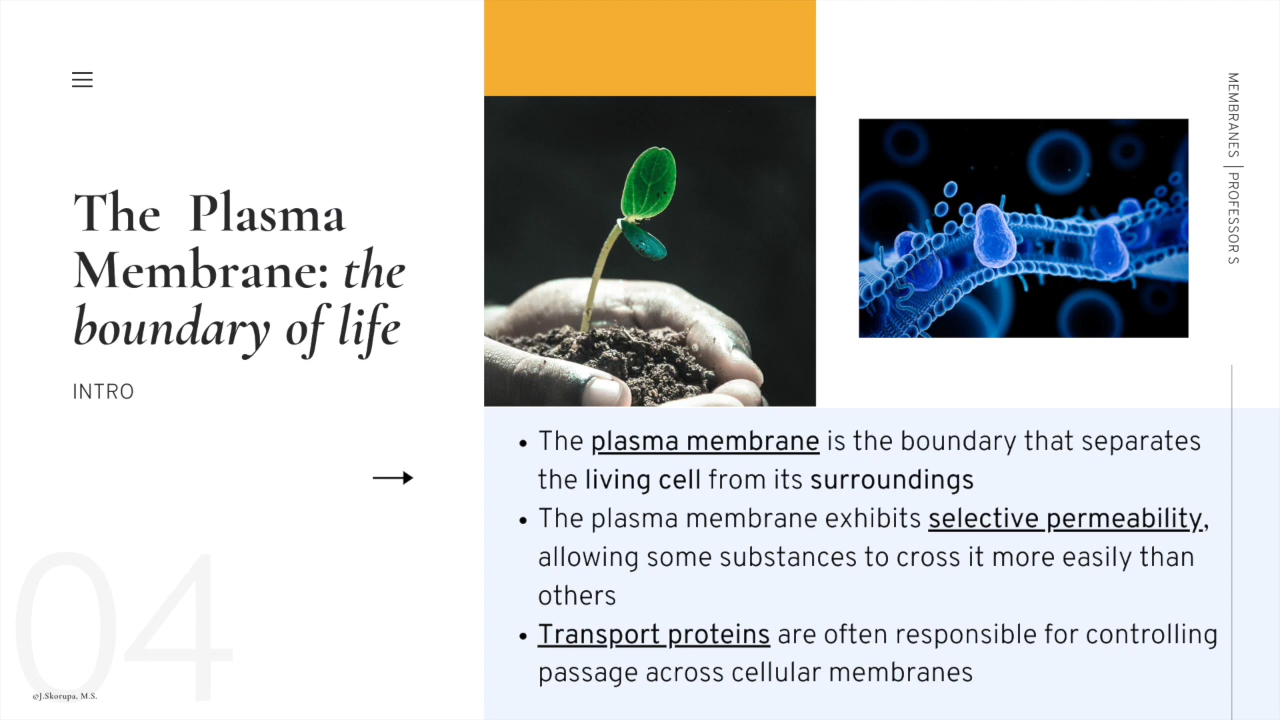 The Plasma
Membrane: the
boundary of life
INTRO
04
©J.Skorupa, M.S.
MEMBRANES | PROFESSORS
• The plasma membrane is the boundary that separates
the living cell from its surroundings
• The plasma membrane exhibits selective permeability,
allowing some substances to cross it more easily than
others
• Transport proteins are often responsible for controlling
passage across cellular membranes